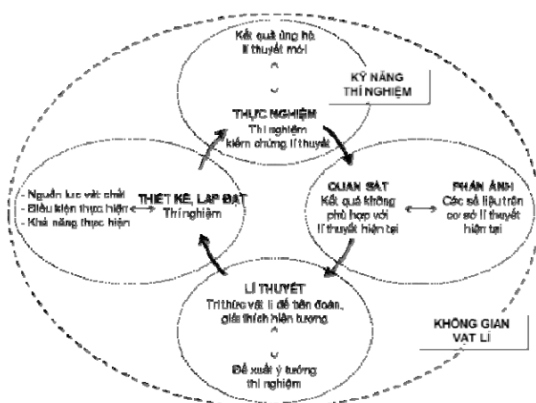 Kết quả ủng hộ
lí thuyết mới
KỸ NĂNG
THÍ NGHIỆM
THỰC NGHIỆM
Thí nghiệm
kiểm chứng lí thuyết
- Nguồn lực vật chất
- Điều kiện thực hiện
- Khả năng thực hiện
THIẾT KẾ, LẮP ĐẶT
Thí nghiệm
QUAN SÁT
Kết quả không
phù hợp với
lí thuyết hiện tại
PHẢN ÁNH
Các số liệu trên
cơ sở lí thuyết
hiện tại
LÍ THUYẾT
Tri thức vật lí để tiên đoán,
giải thích hiện tượng
Đề xuất ý tưởng
thí nghiệm
KHÔNG GIAN
VẬT LÍ